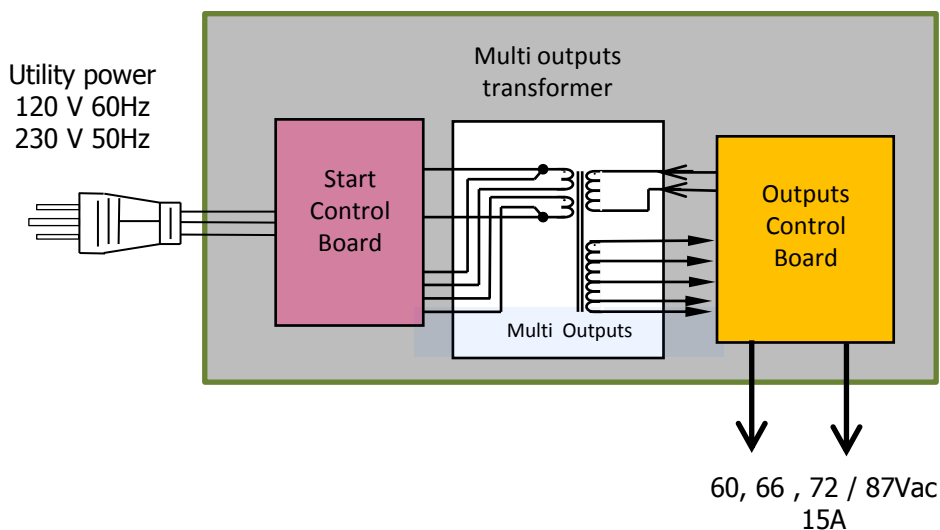 Multi outputs
transformer
Utility power
120 V 60Hz
230 V 50Hz
Start
Control
Board
Outputs
Control
Board
Multi Outputs
60, 66 , 72 / 87Vac
15A